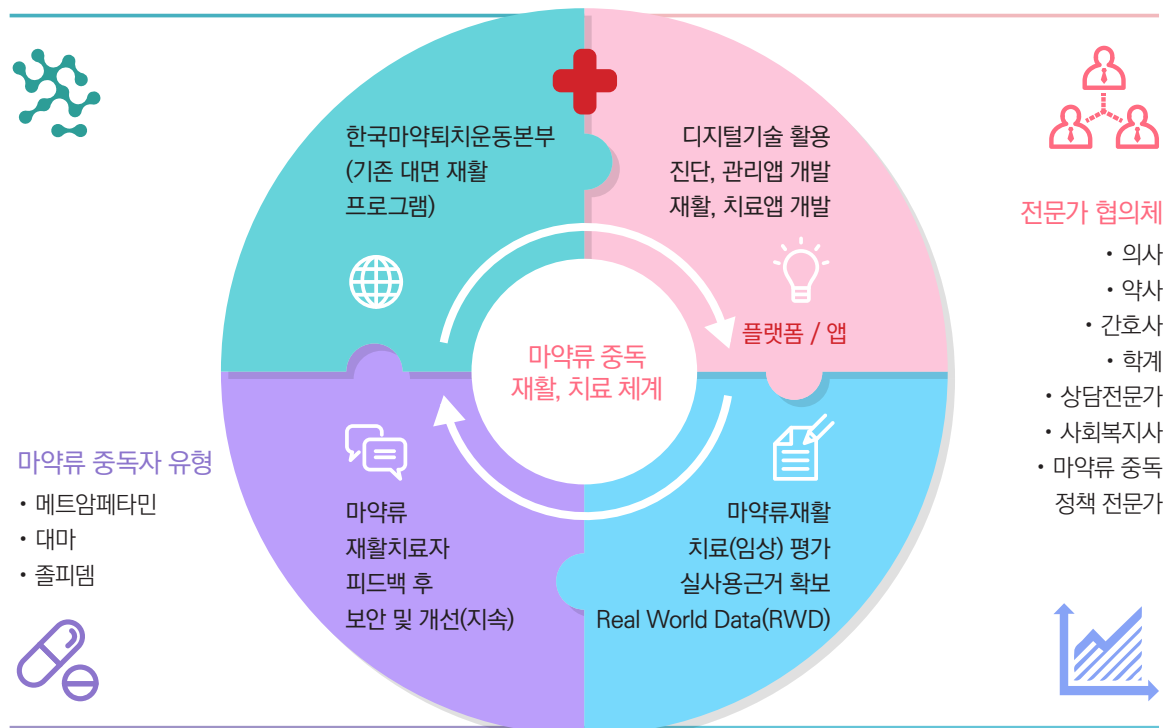 한국마약퇴치운동본부
(기존 대면 재활
프로그램)
디지털기술 활용
진단, 관리앱 개발
재활, 치료앱 개발
플랫폼 / 앱
마약류 중독
재활, 치료 체계
마약류
재활치료자
피드백 후
보안 및 개선(지속)
마약류재활
치료(임상) 평가
실사용근거 확보
Real World Data(RWD)
마약류 중독자 유형
• 메트암페타민
• 대마
• 졸피뎀
전문가 협의체
• 의사
• 약사
• 간호사
• 학계
• 상담전문가
• 사회복지사
• 마약류 중독
정책 전문가